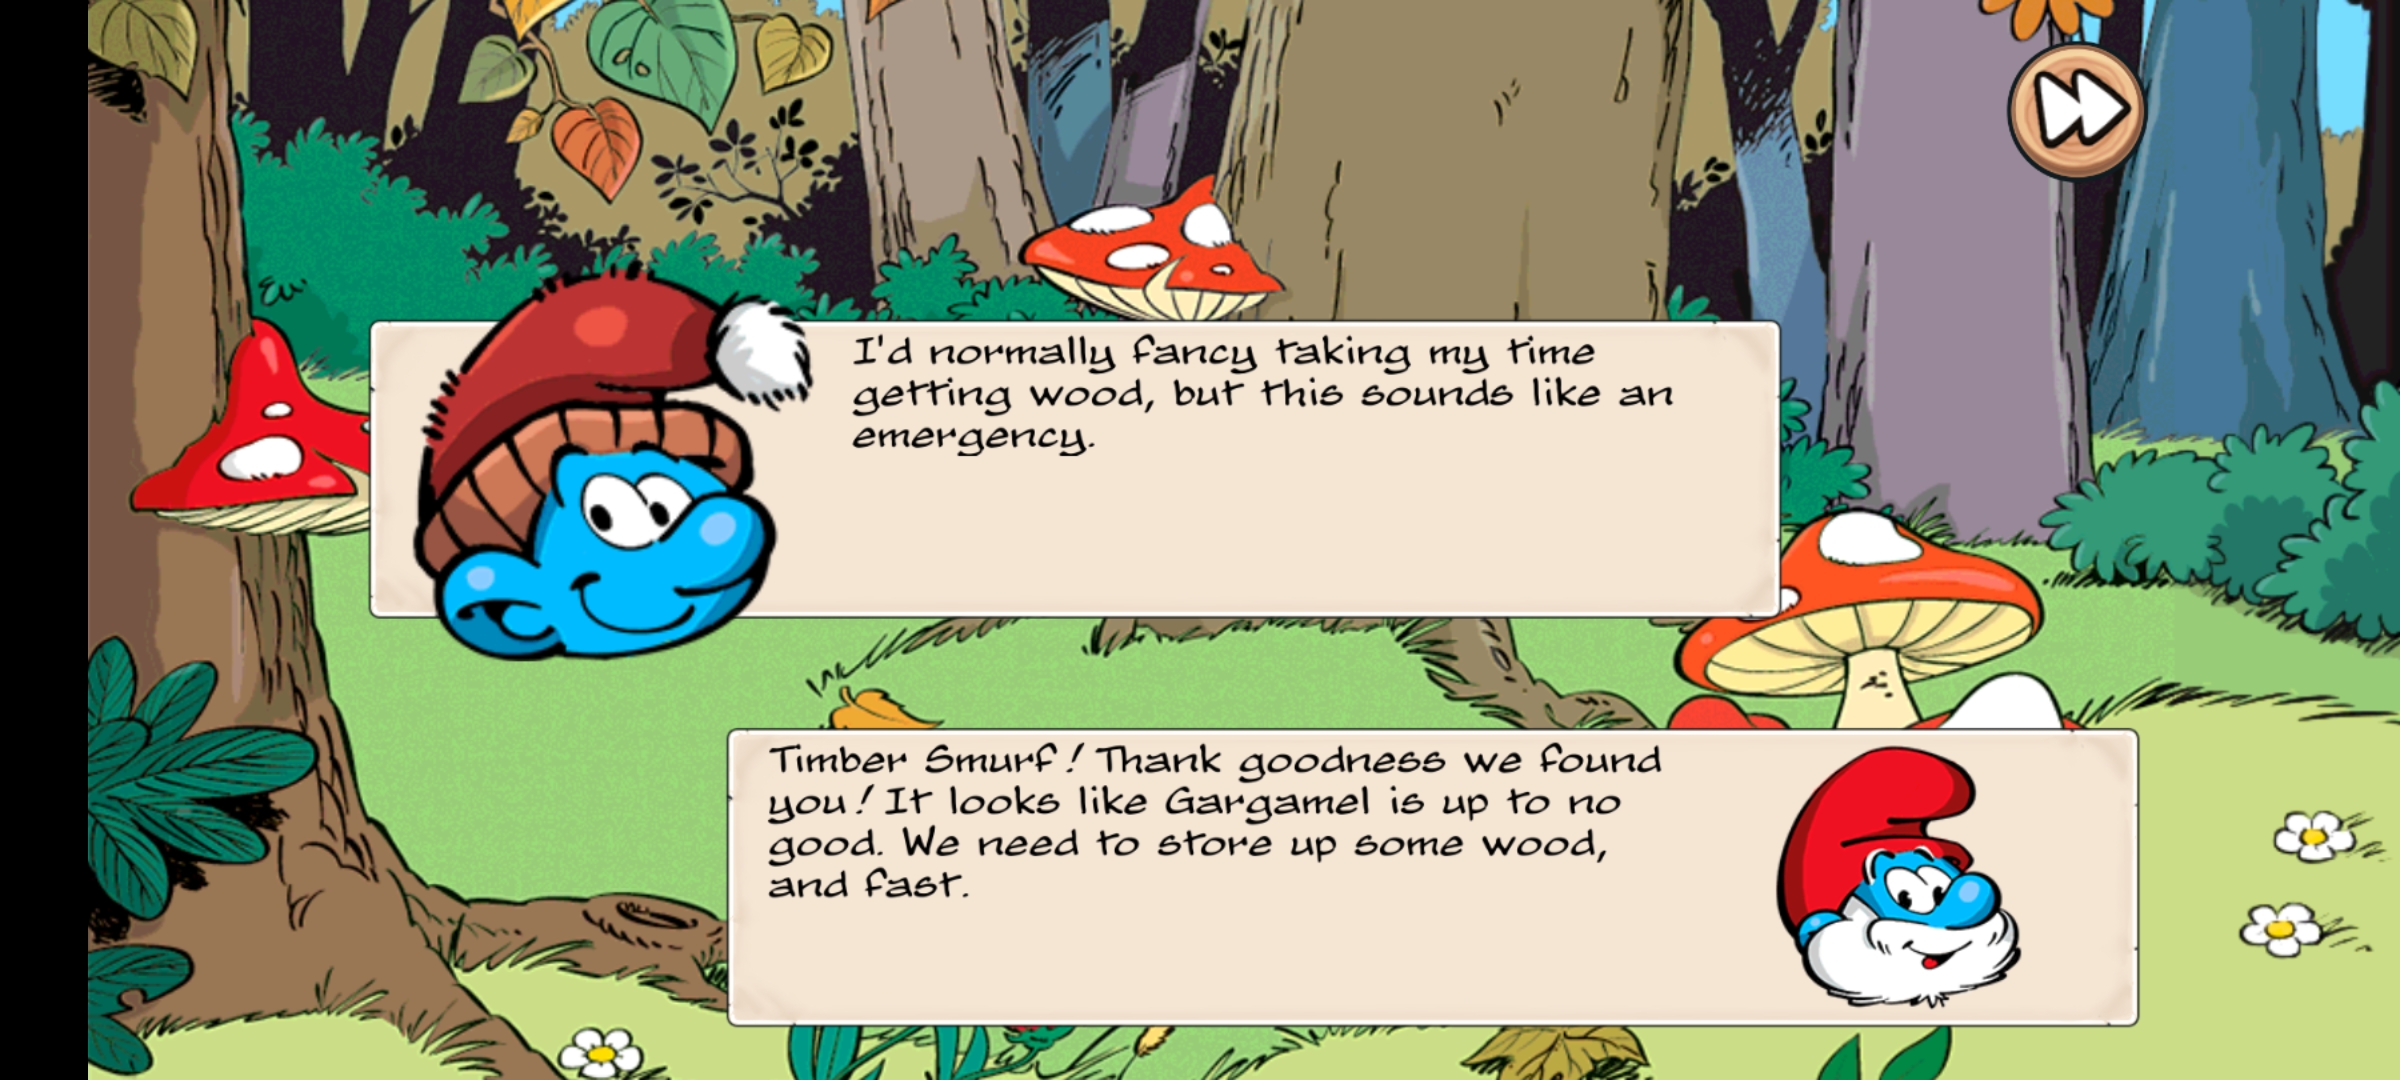 I'd normally fancy taking my time
getting wood, but this sounds like an
emergency.
Timber Smurf! Thank goodness we found
you! It looks like Gargamel is up to no
good. We need to store up some wood,
and fast.